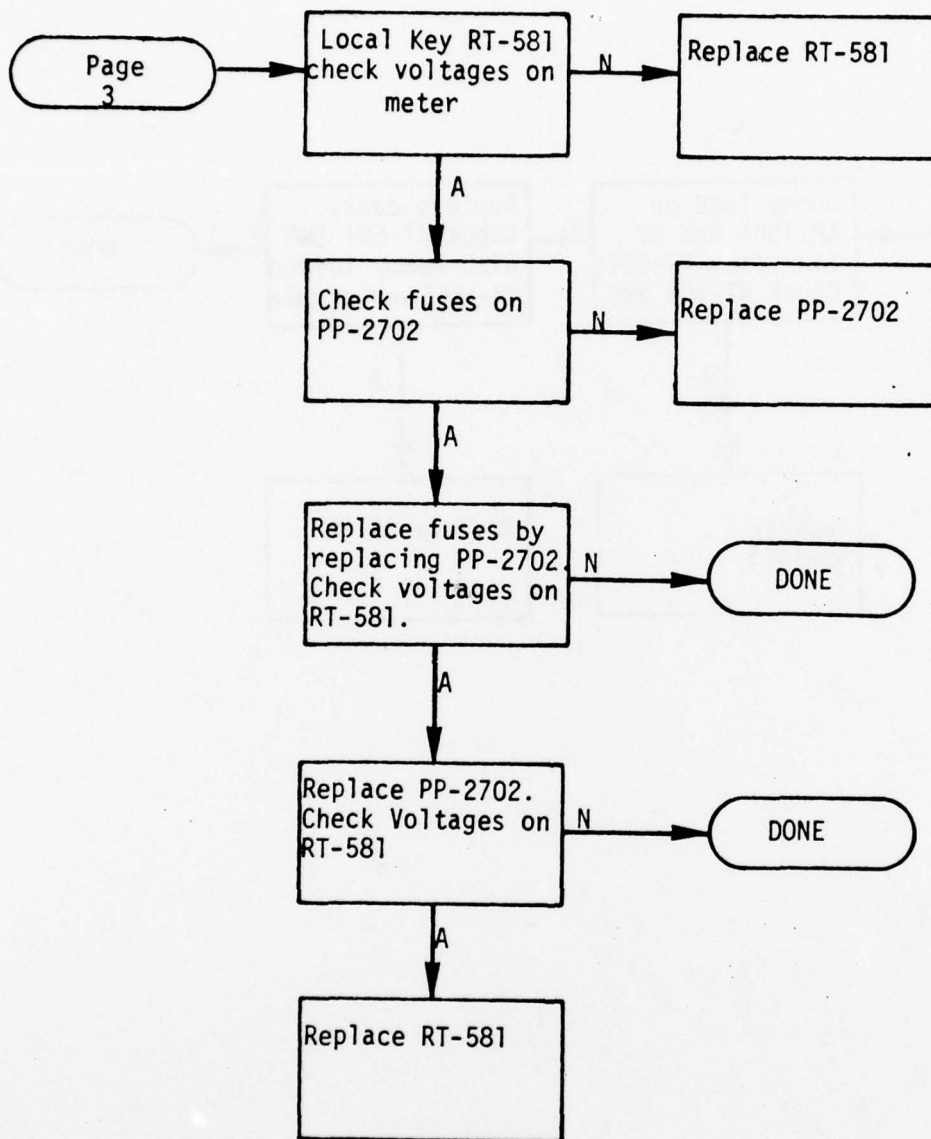 Page
3
Local Key RT-581
check voltages on
meter
N
Replace RT-581
A
Check fuses on
PP-2702
N
Replace PP-2702
A
Replace fuses by
replacing PP-2702.
Check voltages on
RT-581.
N
DONE
A
Replace PP-2702.
Check Voltages on
RT-581
N
DONE
A
Replace RT-581